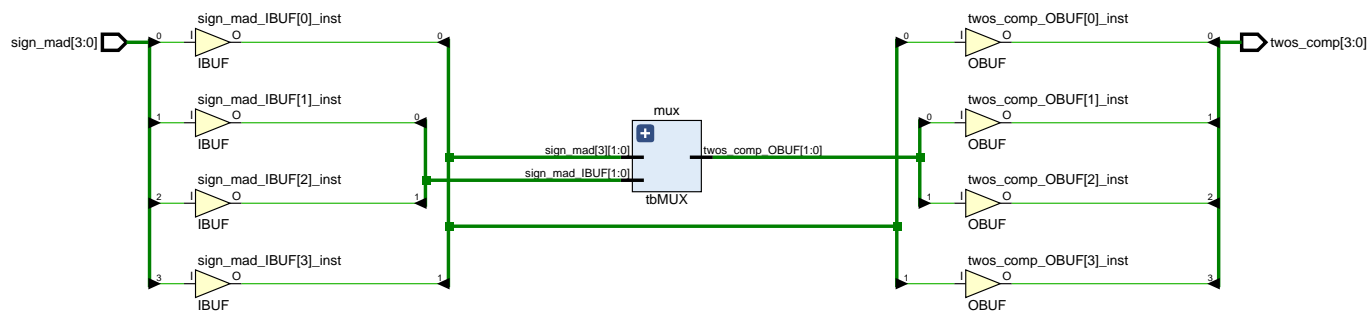 sign_mad[3:0]
0
sign_mad_IBUF[0]_inst
I
O
IBUF
0
1
sign_mad_IBUF[1]_inst
I
O
IBUF
0
2
sign_mad_IBUF[2]_inst
I
O
IBUF
1
3
sign_mad_IBUF[3]_inst
I
O
IBUF
1
mux
sign_mad[3][1:0]
sign_mad_IBUF[1:0]
twos_comp_OBUF[1:0]
tbMUX
0
twos_comp_OBUF[0]_inst
I
O
OBUF
0
0
twos_comp_OBUF[1]_inst
I
O
OBUF
1
1
twos_comp_OBUF[2]_inst
I
O
OBUF
2
1
twos_comp_OBUF[3]_inst
I
O
OBUF
3
twos_comp[3:0]